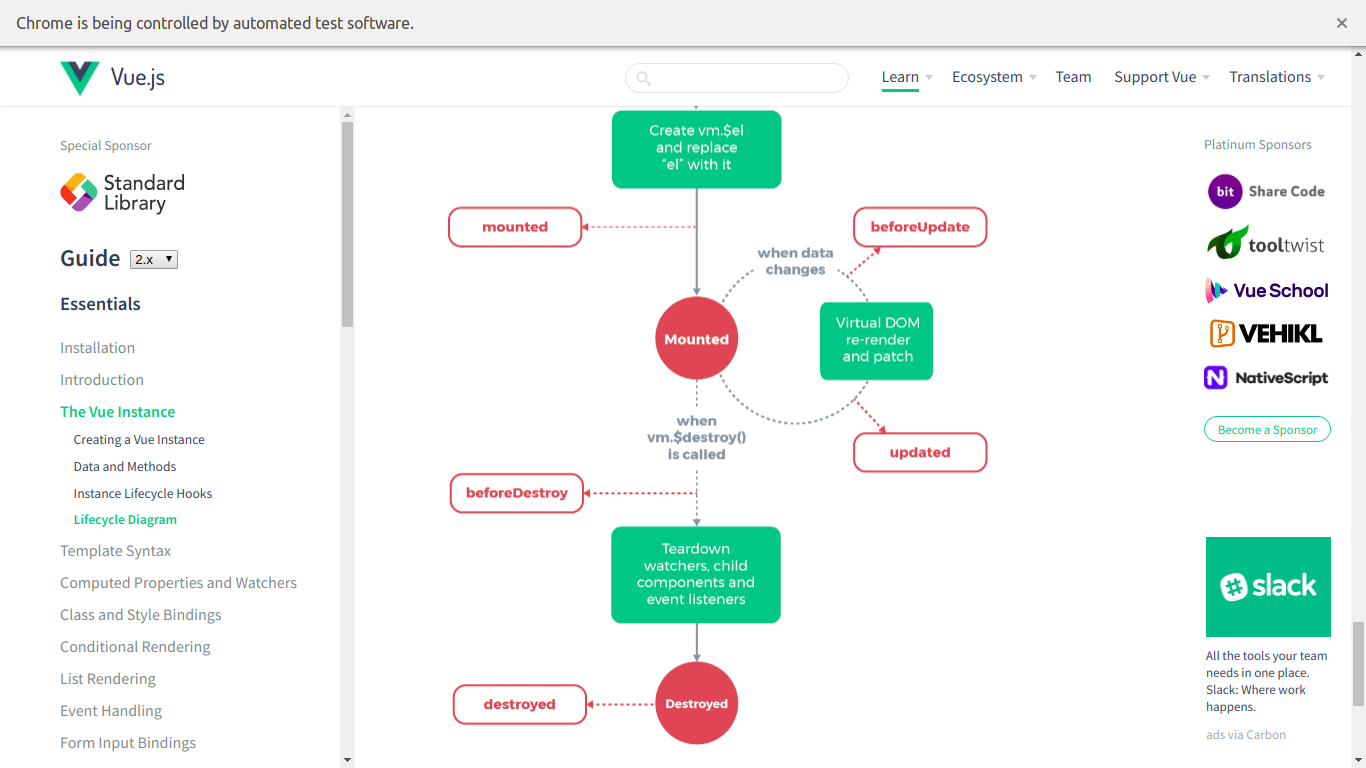 Chrome is being controlled by automated test software.
Vue.js
Learn
Ecosystem
Team
Support Vue
Translations
Special Sponsor
Standard
Library
Guide
2.x
Essentials
Installation
Introduction
The Vue Instance
Creating a Vue Instance
Data and Methods
Instance Lifecycle Hooks
Lifecycle Diagram
Template Syntax
Computed Properties and Watchers
Class and Style Bindings
Conditional Rendering
List Rendering
Event Handling
Form Input Bindings
Create vm.$el
and replace
“el” with it
mounted
beforeUpdate
when data
changes
Mounted
Virtual DOM
re-render
and patch
when
vm.$destroy()
is called
updated
beforeDestroy
Teardown
watchers, child
components and
event listeners
destroyed
Destroyed
Platinum Sponsors
bit Share Code
tooltwist
Vue School
VEHIKL
NativeScript
Become a Sponsor
slack
All the tools your team
needs in one place.
Slack: Where work
happens.
ads via Carbon